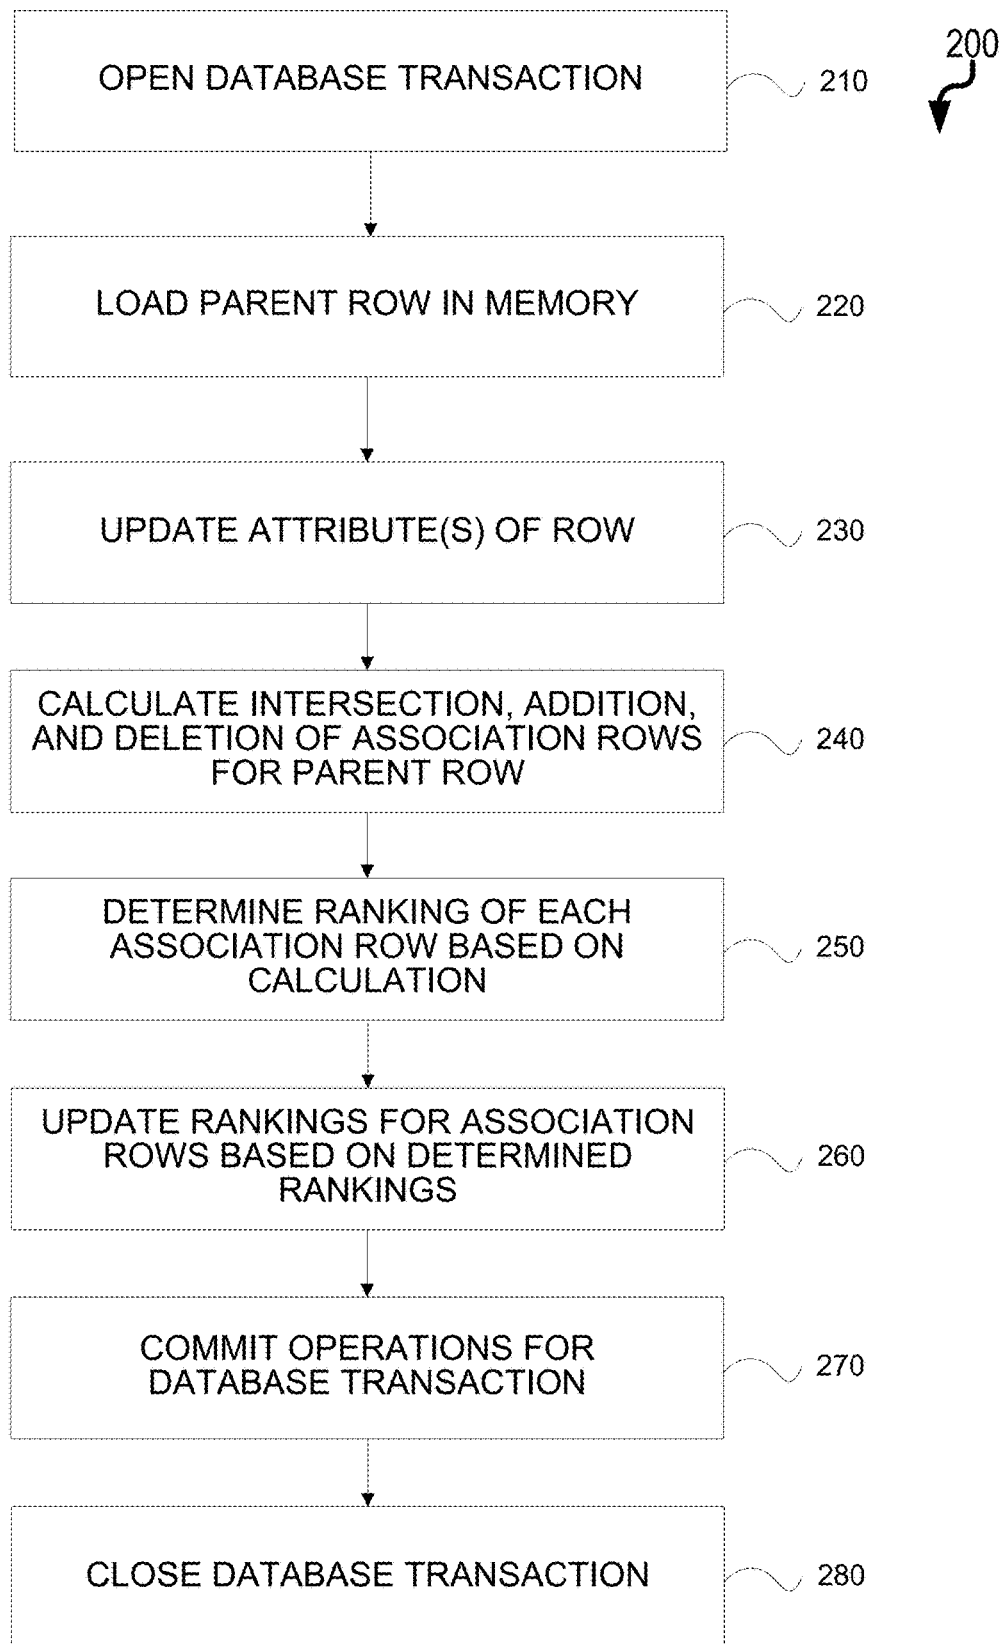 200
OPEN DATABASE TRANSACTION
210
LOAD PARENT ROW IN MEMORY
220
UPDATE ATTRIBUTE(S) OF ROW
230
CALCULATE INTERSECTION, ADDITION,
AND DELETION OF ASSOCIATION ROWS
FOR PARENT ROW
240
DETERMINE RANKING OF EACH
ASSOCIATION ROW BASED ON
CALCULATION
250
UPDATE RANKINGS FOR ASSOCIATION
ROWS BASED ON DETERMINED
RANKINGS
260
COMMIT OPERATIONS FOR
DATABASE TRANSACTION
270
CLOSE DATABASE TRANSACTION
280